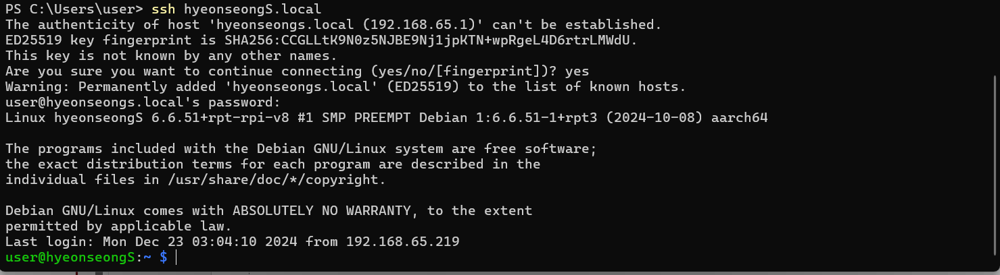 PS C:\Users\user> ssh hyeonseongS.local
The authenticity of host 'hyeonseongs.local (192.168.65.1)' can't be established.
ED25519 key fingerprint is SHA256:CCGLLtK9N0z5NJBE9Nj1jpKTN+wpRgeL4D6rtrLMWdU.
This key is not known by any other names.
Are you sure you want to continue connecting (yes/no/[fingerprint])? yes
Warning: Permanently added 'hyeonseongs.local' (ED25519) to the list of known hosts.
user@hyeonseongs.local's password:
Linux hyeonseongS 6.6.51+rpt-rpi-v8 #1 SMP PREEMPT Debian 1:6.6.51-1+rpt3 (2024-10-08) aarch64

The programs included with the Debian GNU/Linux system are free software;
the exact distribution terms for each program are described in the
individual files in /usr/share/doc/*/copyright.

Debian GNU/Linux comes with ABSOLUTELY NO WARRANTY, to the extent
permitted by applicable law.
Last login: Mon Dec 23 03:04:10 2024 from 192.168.65.219
user@hyeonseongS:~ $